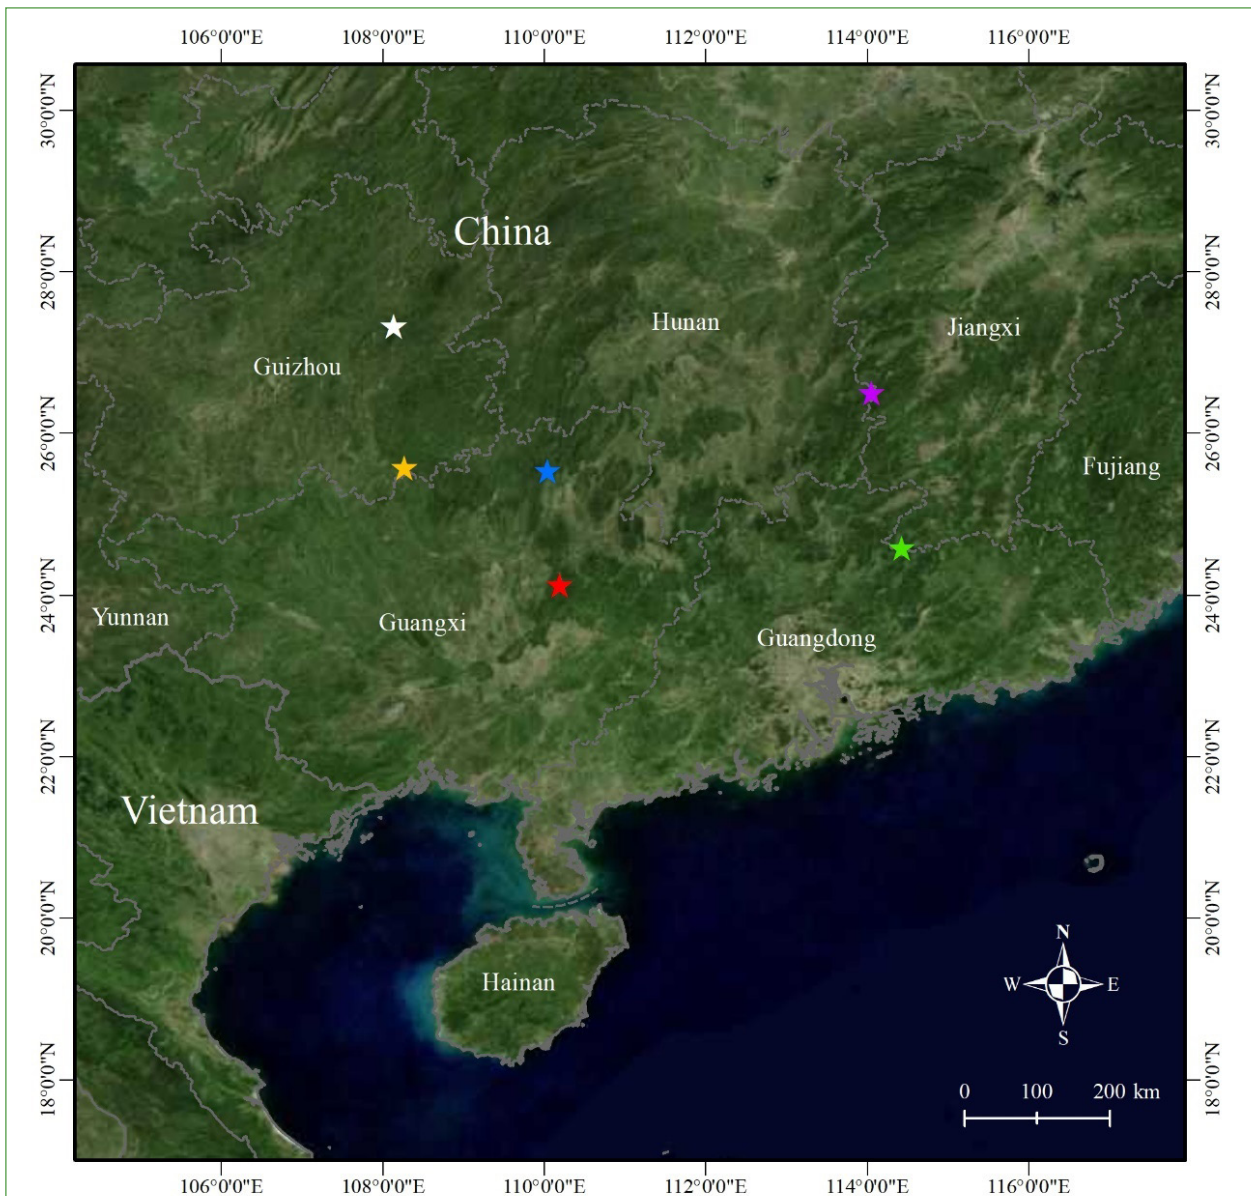 106°0'0"E 108°0'0"E 110°0'0"E 112°0'0"E 114°0'0"E 116°0'0"E
30°0'0"N 30°0'0"N
China
28°0'0"N 28°0'0"N
Hunan
Jiangxi
Guizhou
26°0'0"N 26°0'0"N
Fujiang
24°0'0"N 24°0'0"N
Yunnan
Guangxi
Guangdong
22°0'0"N 22°0'0"N
Vietnam
20°0'0"N 20°0'0"N
N
Hainan
W E
S
18°0'0"N 18°0'0"N
0 100 200 km
106°0'0"E 108°0'0"E 110°0'0"E 112°0'0"E 114°0'0"E 116°0'0"E